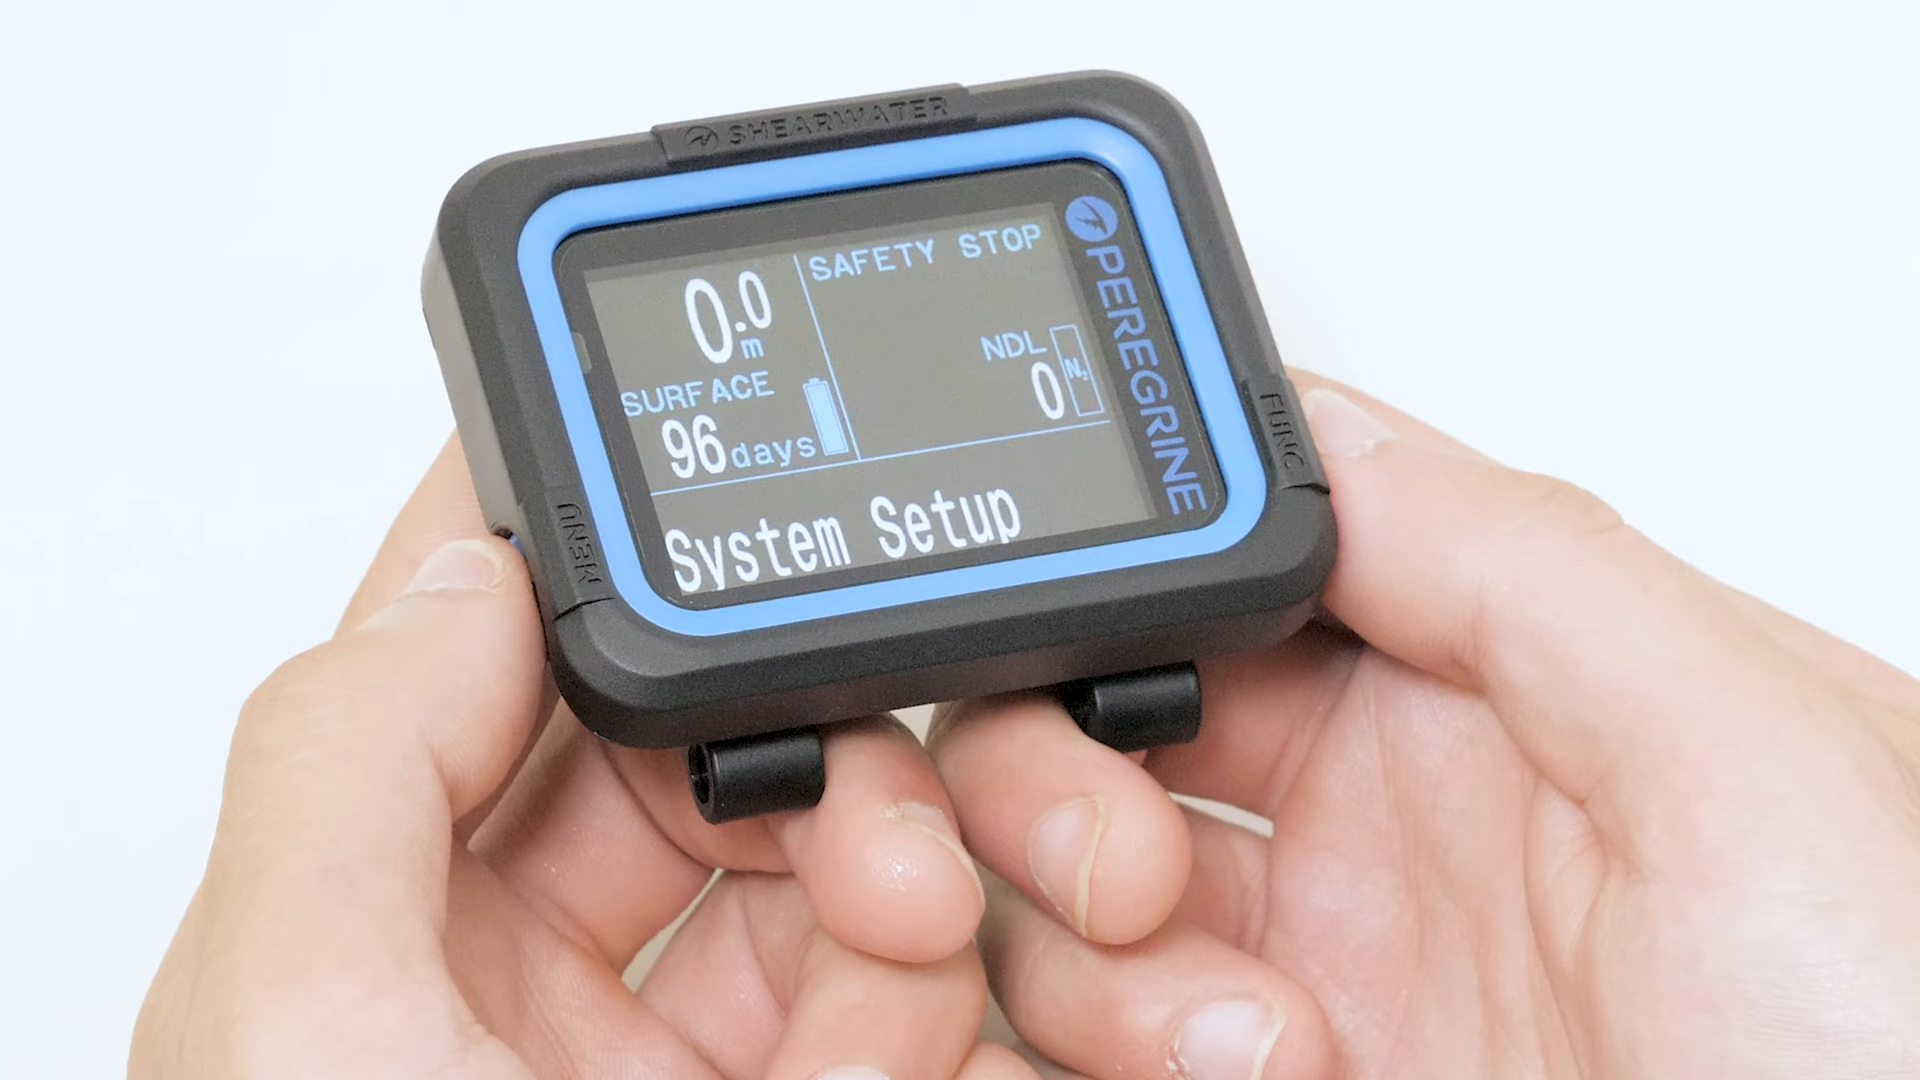 SHEARWATER
0.0
m
SAFETY STOP
SURFACE
96days
NDL
0
N2
System Setup
PEREGRINE
MENU
FUNC